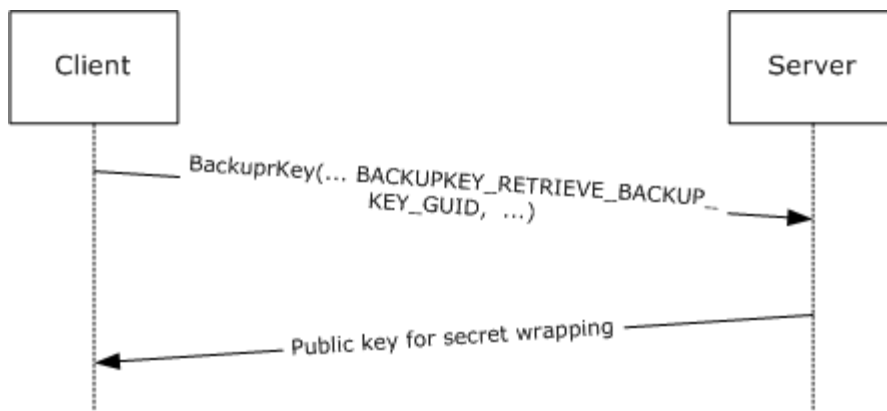 Client
Server
BackuprKey(... BACKUPKEY_RETRIEVE_BACKUP_
KEY_GUID, ...)
Public key for secret wrapping